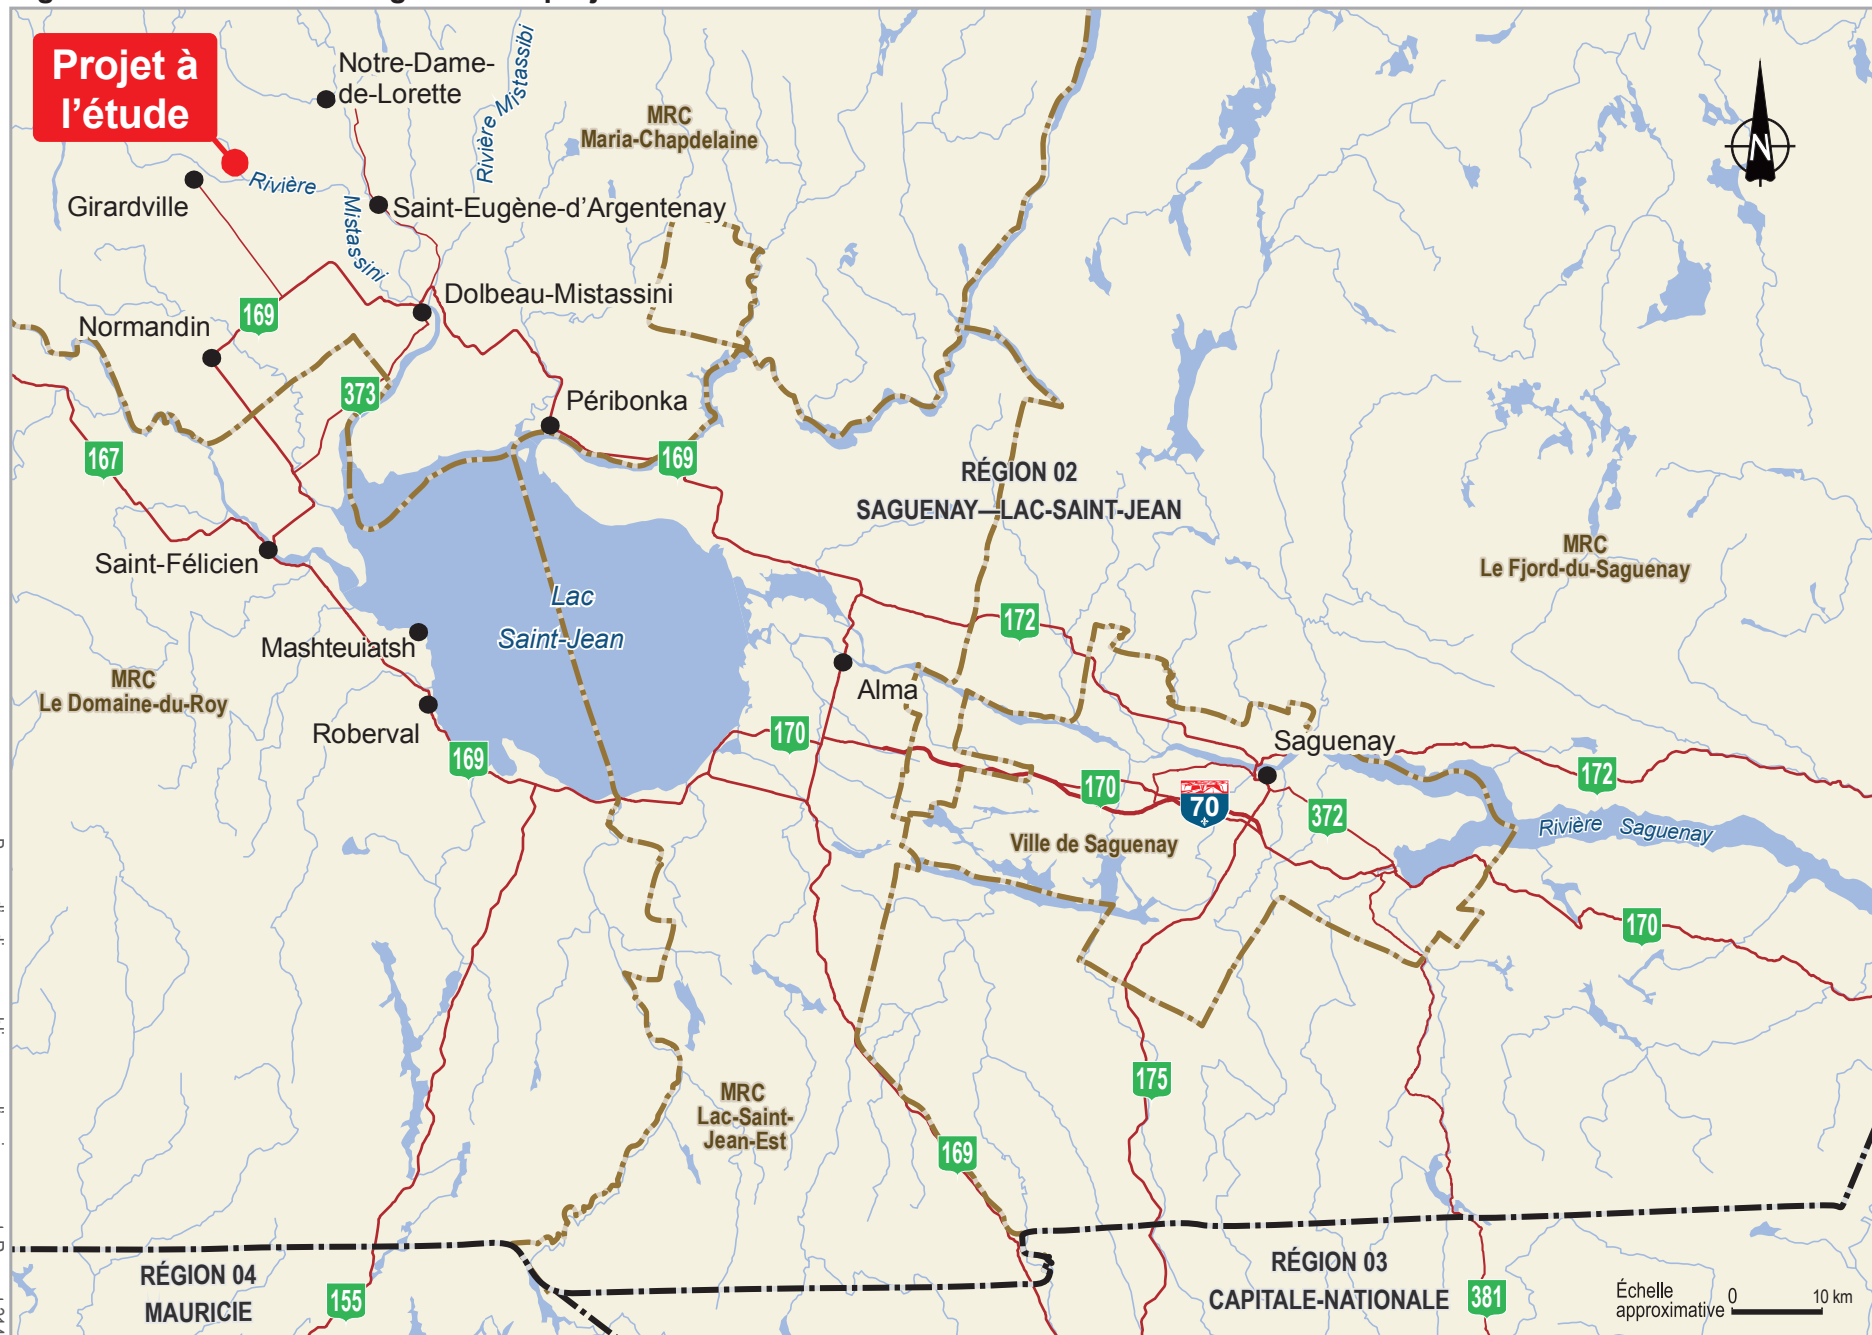 Projet à
l'étude
Notre-Dame-
de-Lorette
Rivière Mistassibi
MRC
Maria-Chapdelaine
N
Rivière
Mistassini
Girardville
Saint-Eugène-d'Argentenay
Dolbeau-Mistassini
169
Normandin
373
Péribonka
167
169
RÉGION 02
SAGUENAY—LAC-SAINT-JEAN
MRC
Le Fjord-du-Saguenay
Saint-Félicien
Lac
Saint-Jean
172
Mashteuiatsh
MRC
Le Domaine-du-Roy
Alma
Roberval
169
170
Saguenay
172
170
70
372
Ville de Saguenay
Rivière Saguenay
170
175
MRC
Lac-Saint-
Jean-Est
169
RÉGION 04
MAURICIE
155
RÉGION 03
CAPITALE-NATIONALE
381
Échelle
approximative
0 10 km